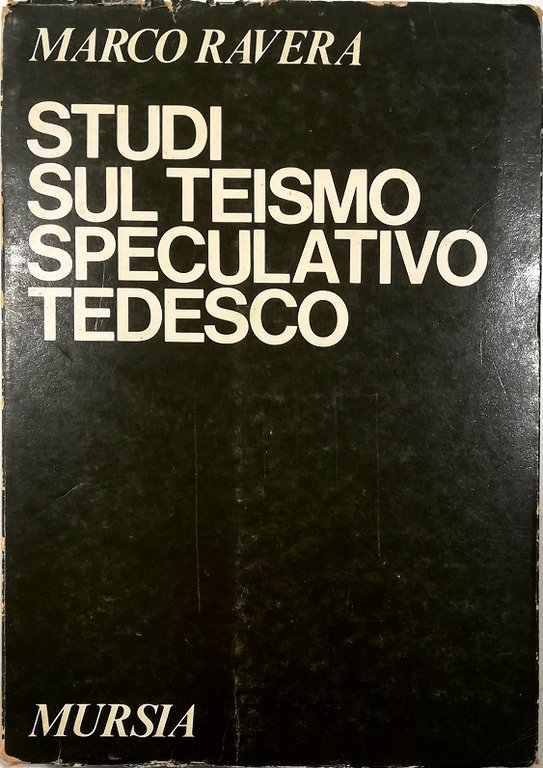 MARCO RAVERA
STUDI
SUL TEISMO
SPECULATIVO
TEDESCO
MURSIA